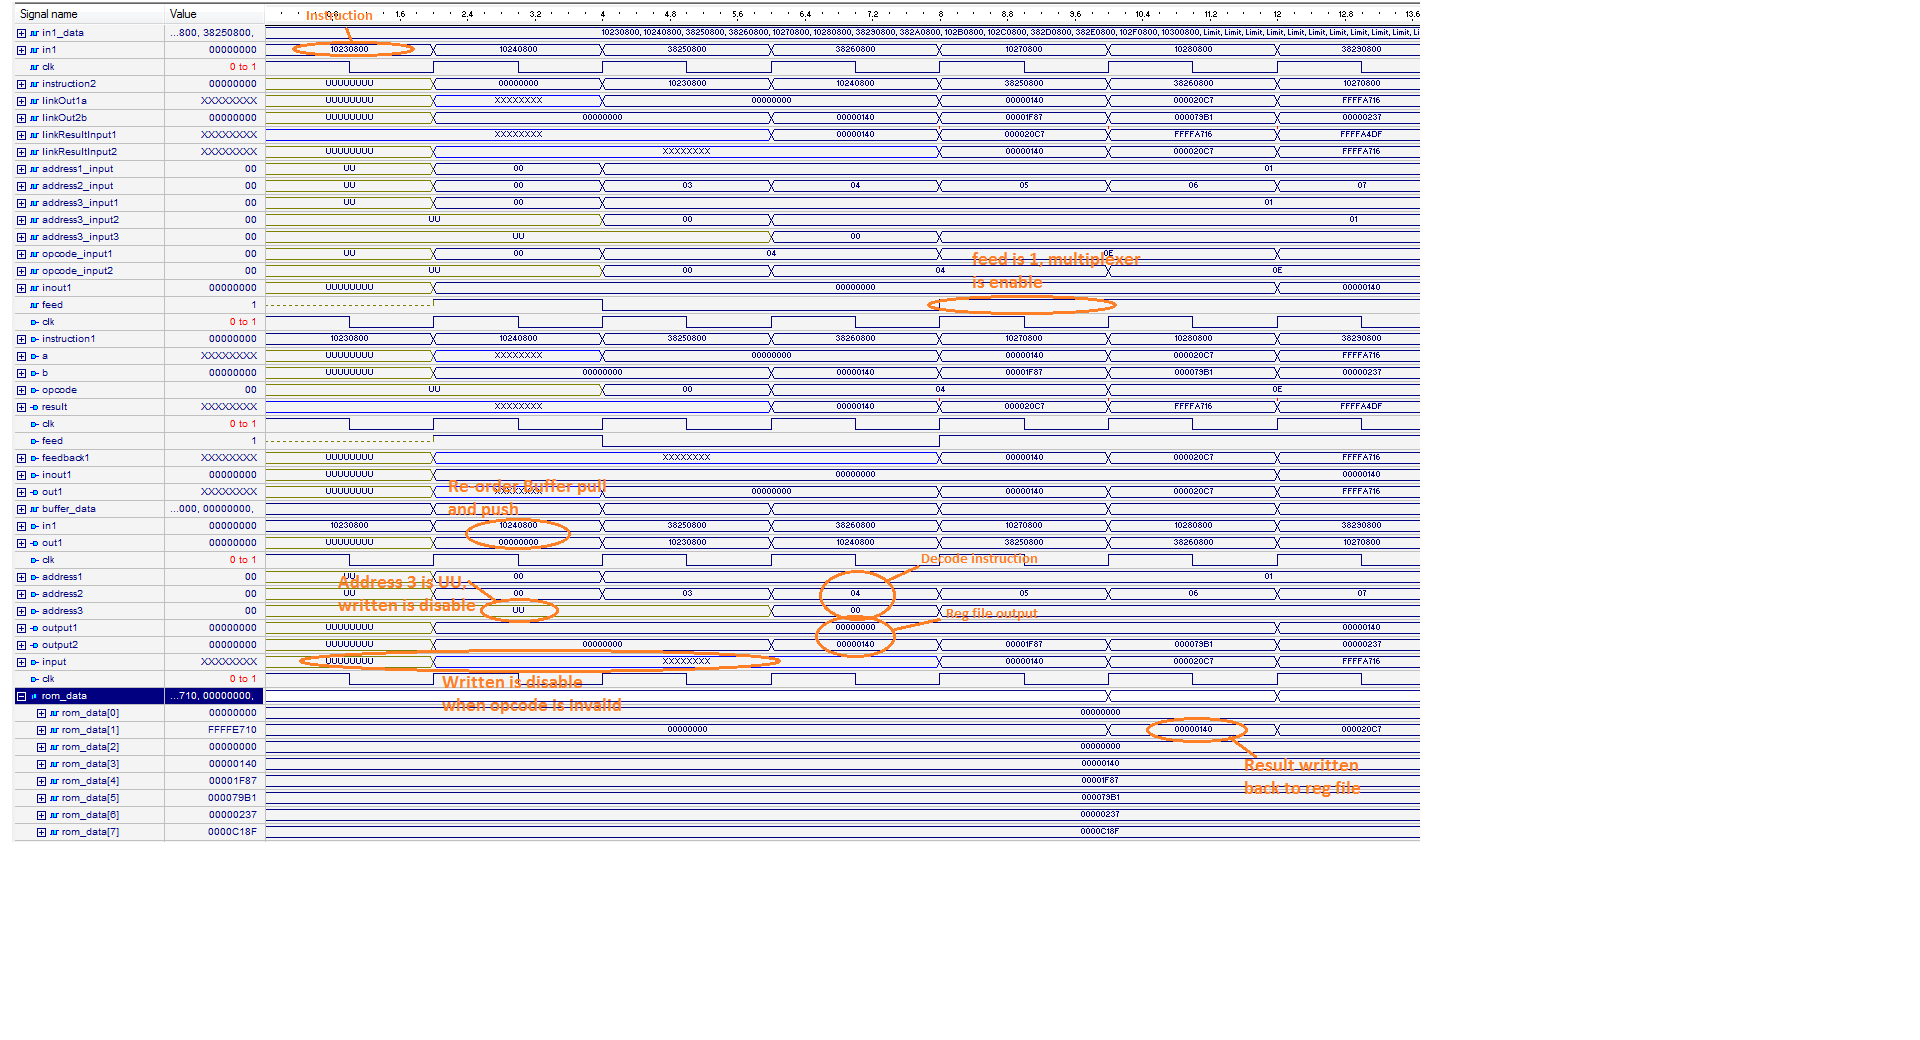 Signal name Value 0.8 1.6 2.4 3.2 4 4.8 5.6 6.4 7.2 8 8.8 9.6 10.4 11.2 12 12.8 13.6
Instruction
in1_data ...800, 38250800, 10230800, 10240800, 38250800, 38260800, 10270800, 10280800, 38290800, 382A0800, 102B0800, 102C0800, 382D0800, 382E0800, 102F0800, 10300800, Limit, Limit, Limit, Limit, Limit, Limit, Limit, Li
in1 00000000 10230800 10240800 38250800 38260800 10270800 10280800 38290800
clk 0 to 1
instruction2 00000000 UUUUUUUU 00000000 10230800 10240800 38250800 38260800 10270800
linkOut1a XXXXXXXX UUUUUUUU XXXXXXXX 00000000 00000140 000020C7 FFFFA716
linkOut2b 00000000 UUUUUUUU 00000000 00000140 00001F87 000079B1 00000237
linkResultInput1 XXXXXXXX XXXXXXXX 00000140 000020C7 FFFFA716 FFFFA4DF
linkResultInput2 XXXXXXXX UUUUUUUU XXXXXXXX 00000140 000020C7 FFFFA716
address1_input 00 UU 00 01
address2_input 00 UU 00 03 04 05 06 07
address3_input1 00 UU 00 01
address3_input2 00 UU 00 01
address3_input3 00 UU 00
opcode_input1 00 UU 00 04 0E
feed is 1, multiplexer
opcode_input2 00 UU 00 04 0E
is enable
inout1 00000000 UUUUUUUU 00000000 00000140
feed 1
clk 0 to 1
instruction1 00000000 10230800 10240800 38250800 38260800 10270800 10280800 38290800
a XXXXXXXX UUUUUUUU XXXXXXXX 00000000 00000140 000020C7 FFFFA716
b 00000000 UUUUUUUU 00000000 00000140 00001F87 000079B1 00000237
opcode 00 UU 00 04 0E
result XXXXXXXX XXXXXXXX 00000140 000020C7 FFFFA716 FFFFA4DF
clk 0 to 1
feed 1
feedback1 XXXXXXXX UUUUUUUU XXXXXXXX 00000140 000020C7 FFFFA716
inout1 00000000 UUUUUUUU 00000000 00000140
Re-order Buffer pull
out1 XXXXXXXX UUUUUUUU XXXXXXXX 00000000 00000140 000020C7 FFFFA716
and push
buffer_data ...000, 00000000,
in1 00000000 10230800 10240800 38250800 38260800 10270800 10280800 38290800
out1 00000000 UUUUUUUU 00000000 10230800 10240800 38250800 38260800 10270800
clk 0 to 1
Decode instruction
address1 00 UU 00 01
Address 3 is UU,
address2 00 UU 00 03 04 05 06 07
written is disable
address3 00 UU 00
Reg file output
output1 00000000 UUUUUUUU 00000000 00000140
output2 00000000 UUUUUUUU 00000000 00000140 00001F87 000079B1 00000237
input XXXXXXXX UUUUUUUU XXXXXXXX 00000140 000020C7 FFFFA716
clk 0 to 1
Written is disable
rom_data ...710, 00000000,
when opcode is invalid
rom_data[0] 00000000 00000000
rom_data[1] FFFFE710 00000000 00000140 000020C7
rom_data[2] 00000000 00000000
rom_data[3] 00000140 00000140
Result written
rom_data[4] 00001F87 00001F87
back to reg file
rom_data[5] 000079B1 000079B1
rom_data[6] 00000237 00000237
rom_data[7] 0000C18F 0000C18F